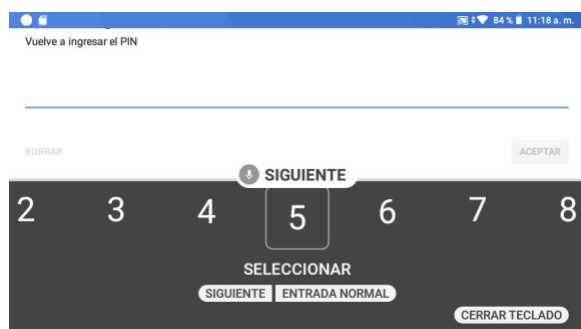 84 % 11:18 a. m.
Vuelve a ingresar el PIN
BORRAR ACEPTAR
SIGUIENTE
2 3 4 5 6 7 8
SELECCIONAR
SIGUIENTE ENTRADA NORMAL
CERRAR TECLADO